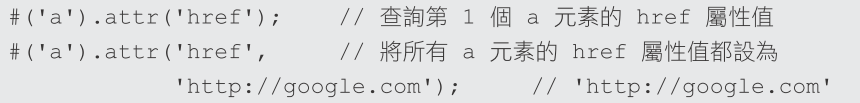 #('a').attr('href');    // 查詢第 1 個 a 元素的 href 屬性值
#('a').attr('href',     // 將所有 a 元素的 href 屬性值都設為
          'http://google.com');     // 'http://google.com'